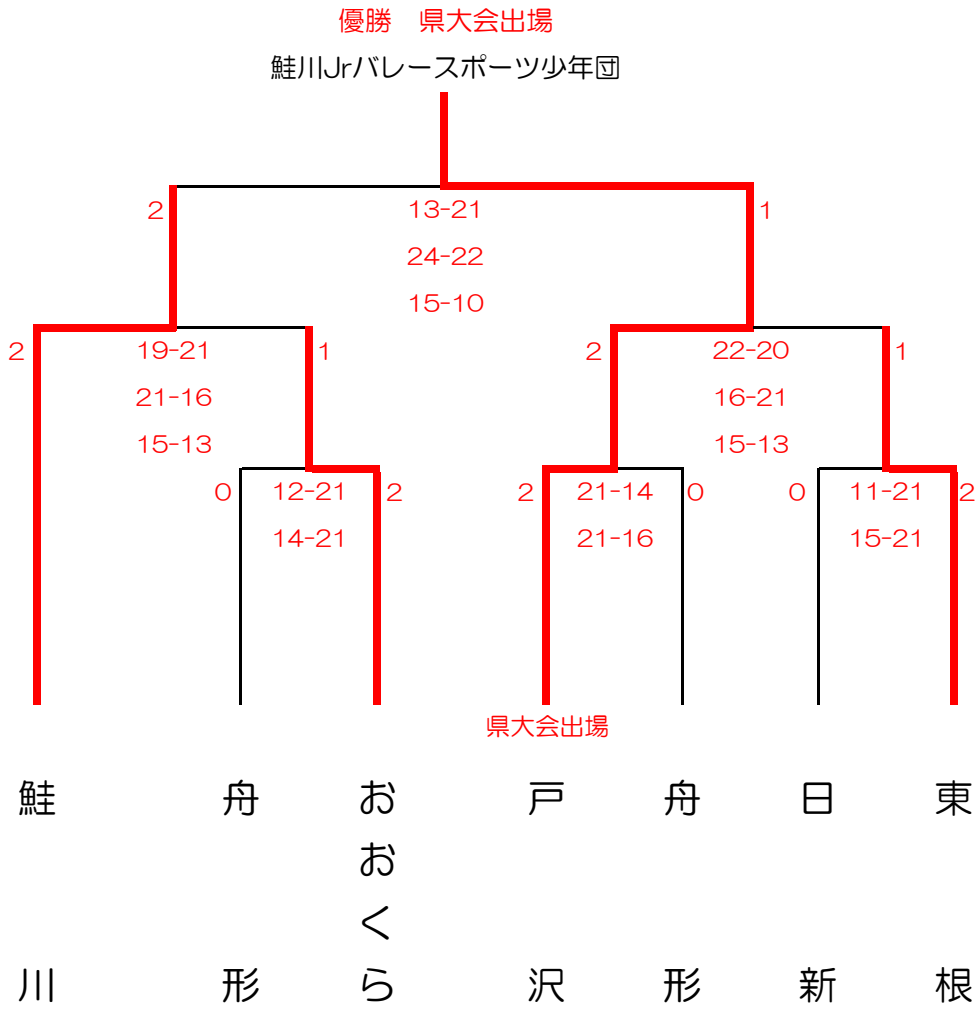 優勝　県大会出場
鮭川Jrバレースポーツ少年団
2 13-21 1
24-22
15-10
2 19-21 1 2 22-20 1
21-16 16-21
15-13 15-13
0 12-21 2 2 21-14 0 0 11-21 2
14-21 21-16 15-21
県大会出場
鮭川
舟形
おおくら
戸沢
舟形
日新
東根